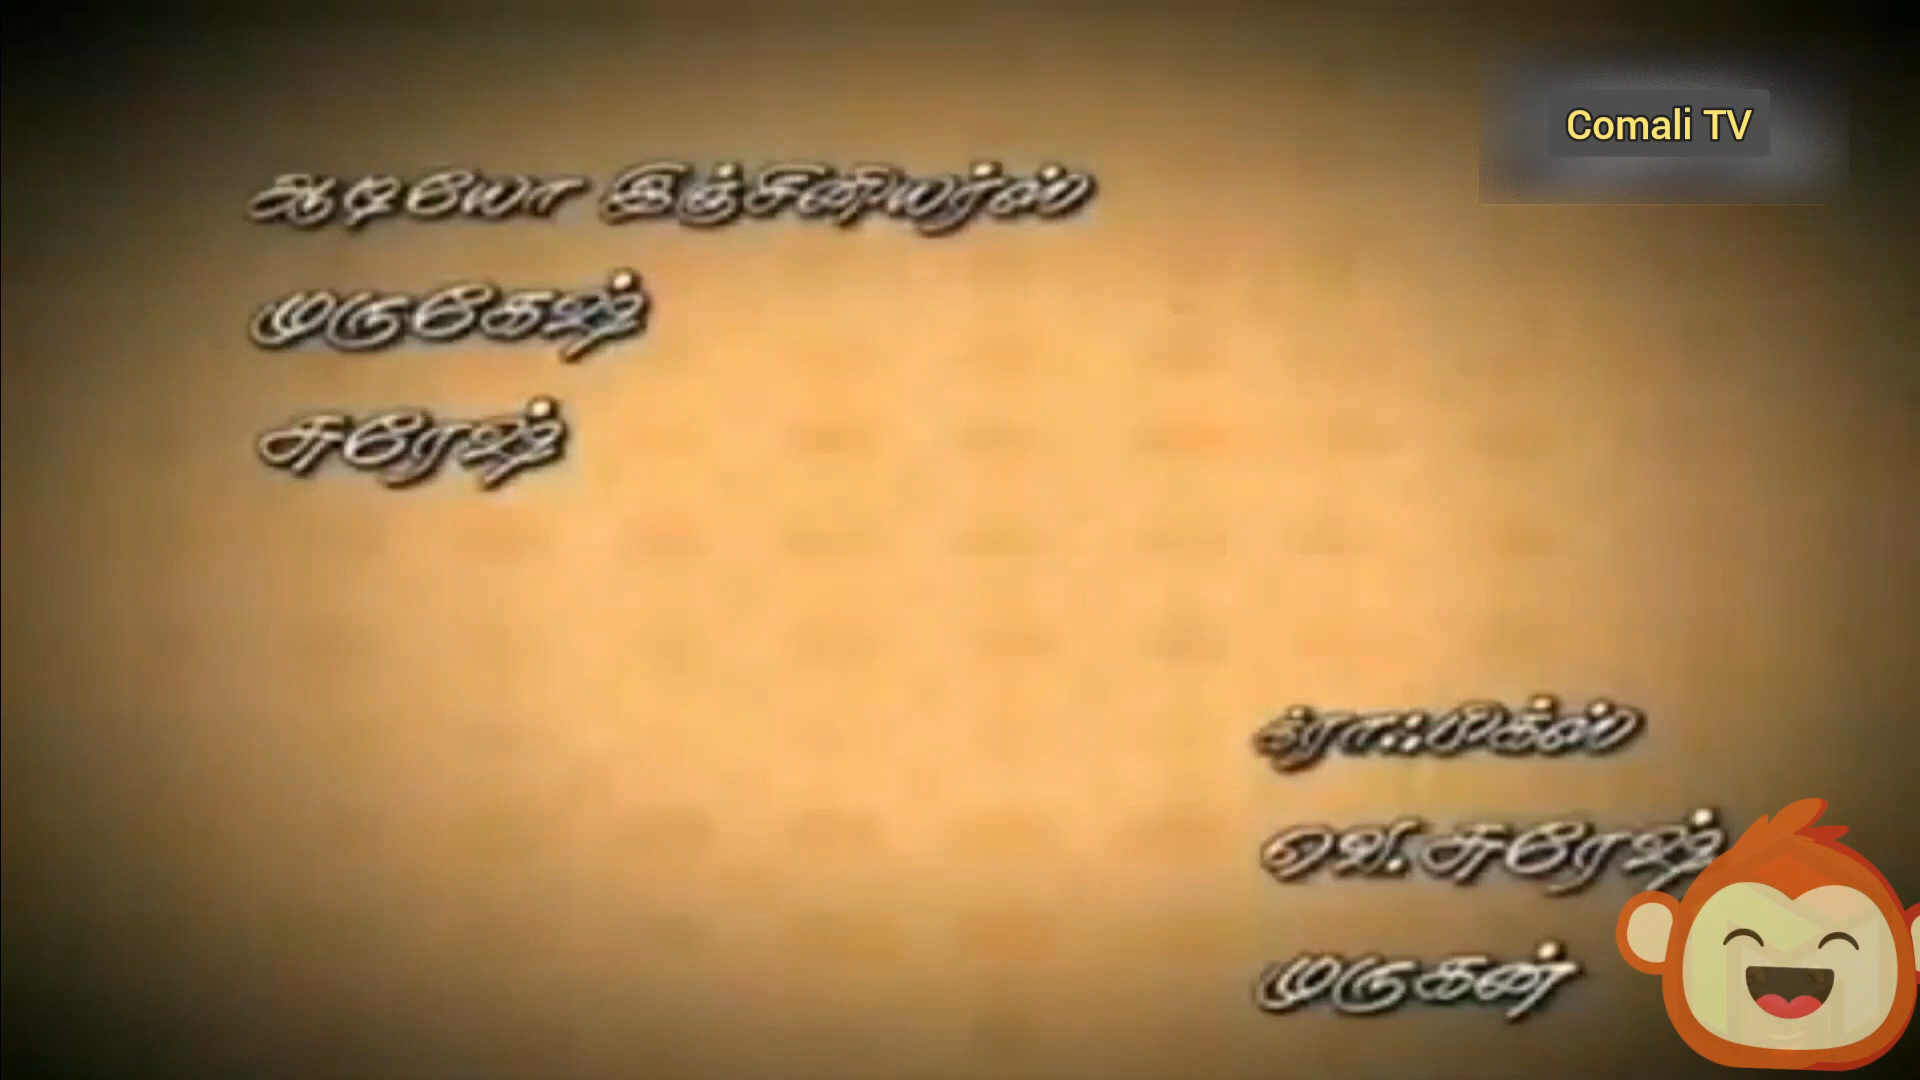 Comali TV
ஆடியோ இஞ்சினியர்ஸ்
முருகேஷ்
சுரேஷ்
க்ராஃபிக்ஸ்
வெ.சுரேஷ்
முருகன்